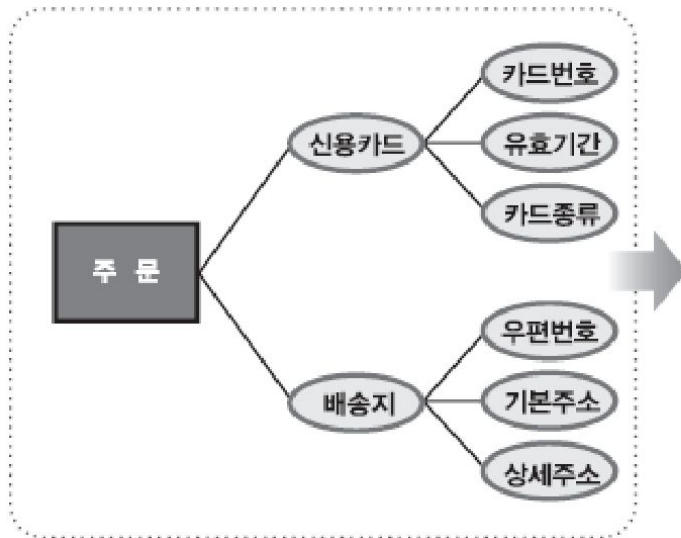 카드번호
신용카드
유효기간
카드종류
주 문
우편번호
배송지
기본주소
상세주소